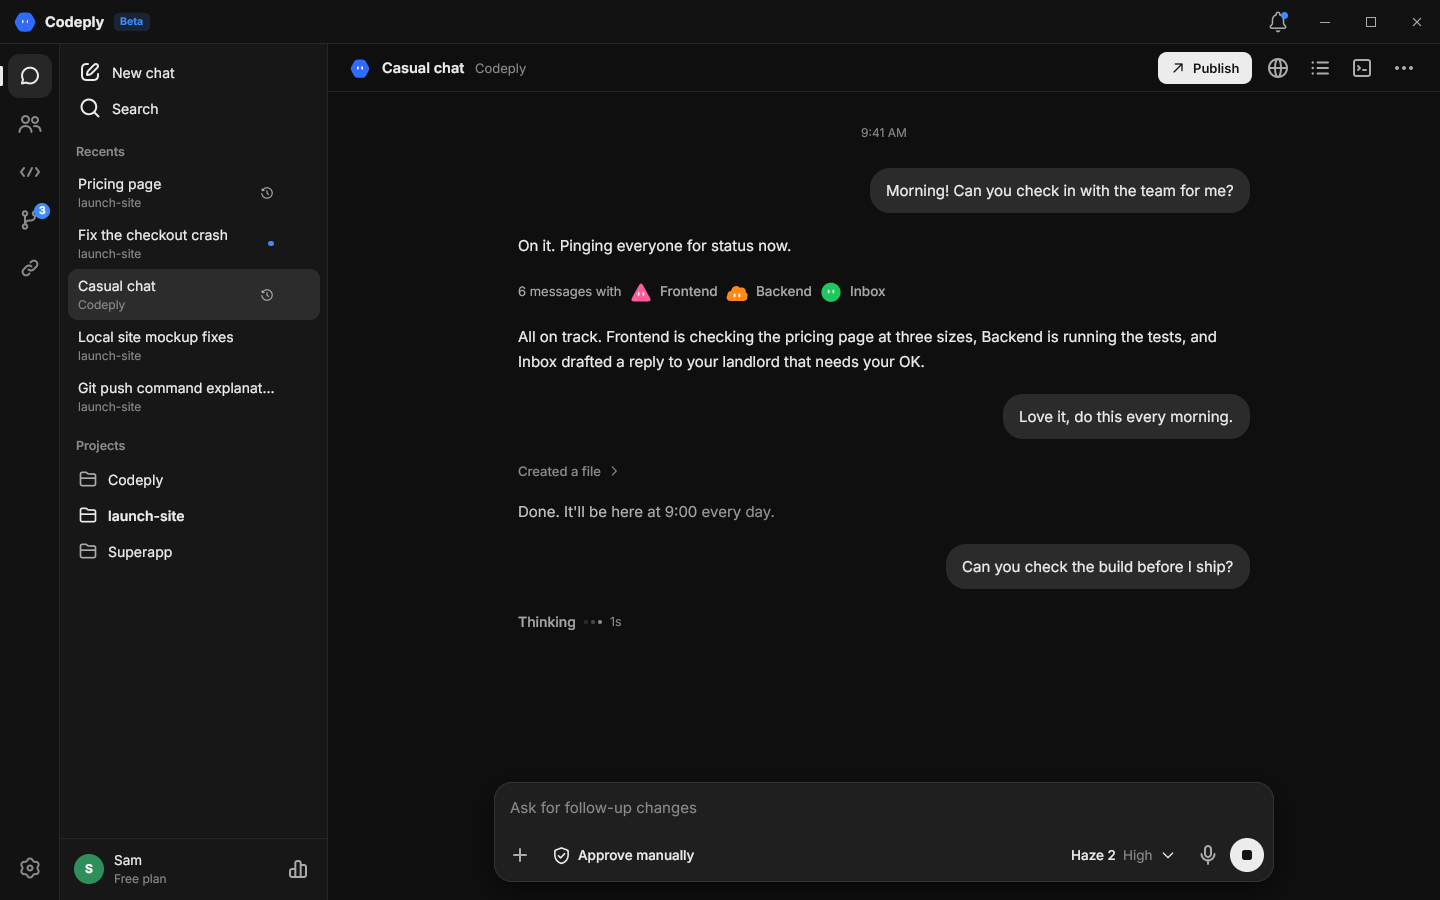 Codeply Beta
New chat
Search
Recents
Pricing page
launch-site
Fix the checkout crash
launch-site
Casual chat
Codeply
Local site mockup fixes
launch-site
Git push command explanat...
launch-site
Projects
Codeply
launch-site
Superapp
3
S
Sam
Free plan
Casual chat Codeply
Publish
9:41 AM
Morning! Can you check in with the team for me?
On it. Pinging everyone for status now.
6 messages with Frontend Backend Inbox
All on track. Frontend is checking the pricing page at three sizes, Backend is running the tests, and
Inbox drafted a reply to your landlord that needs your OK.
Love it, do this every morning.
Created a file
Done. It'll be here at 9:00 every day.
Can you check the build before I ship?
Thinking 1s
Ask for follow-up changes
Approve manually
Haze 2 High